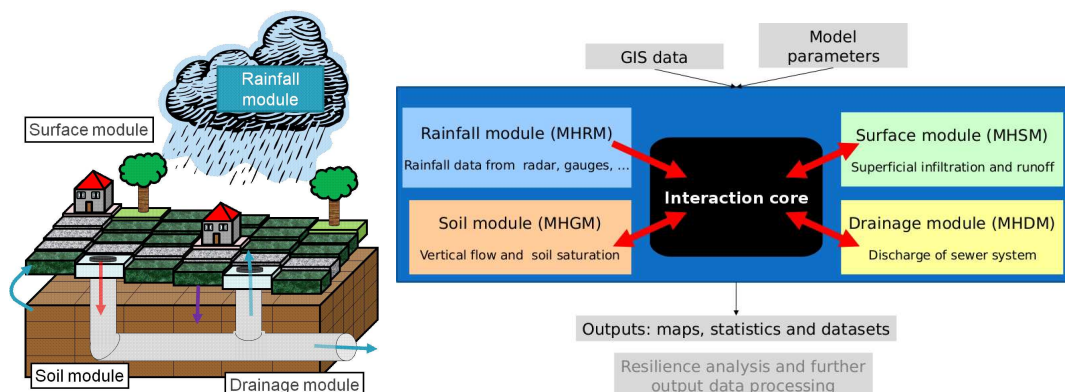 Rainfall
module
Surface module
Soil module
Drainage module
GIS data
Model
parameters
Rainfall module (MHRM)
Rainfall data from radar, gauges, ...
Surface module (MHSM)
Superficial infiltration and runoff
Interaction core
Soil module (MHGM)
Vertical flow and soil saturation
Drainage module (MHDM)
Discharge of sewer system
Outputs: maps, statistics and datasets
Resilience analysis and further
output data processing